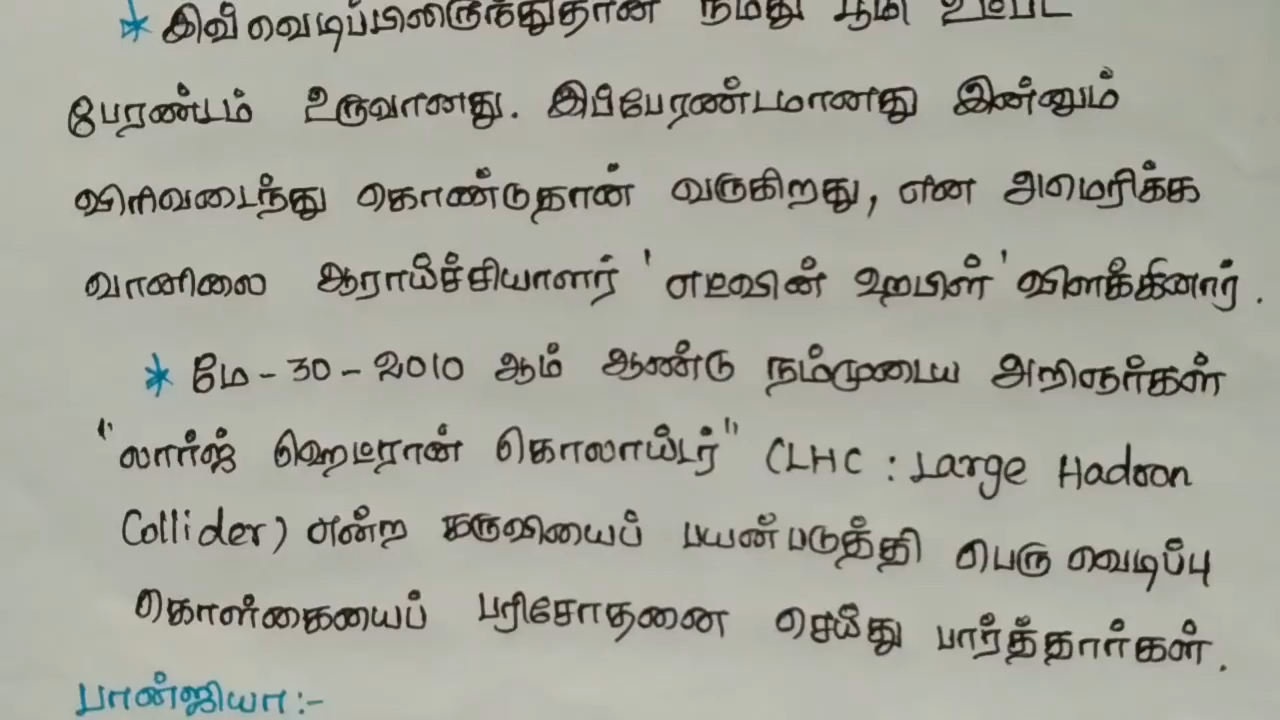 * இவ் வெடிப்பிலிருந்துதான் நமது பூமி உட்பட
பேரண்டம் உருவானது. இப்பேரண்டமானது இன்னும்
விரிவடைந்து கொண்டுதான் வருகிறது, என அமெரிக்க
வானிலை ஆராய்ச்சியாளர் 'எட்வின் ஹபிள்' விளக்கினார்.
* மே - 30 - 2010 ஆம் ஆண்டு நம்முடைய அறிஞர்கள்
"லார்ஜ் ஹெட்ரான் கொலாய்டர்" (LHC : Large Hadron
Collider) என்ற கருவியைப் பயன்படுத்தி பெரு வெடிப்பு
கொள்கையைப் பரிசோதனை செய்து பார்த்தார்கள்.
பான்ஜியா:-